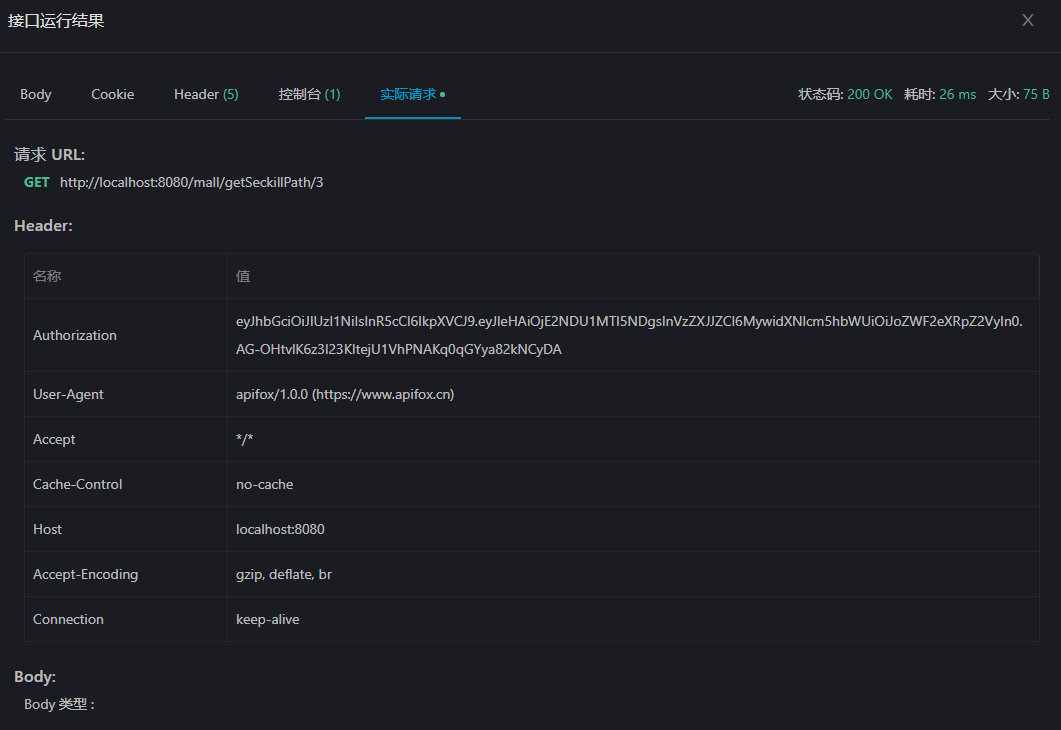 接口运行结果
X
Body Cookie Header (5) 控制台 (1) 实际请求 状态码: 200 OK 耗时: 26 ms 大小: 75 B
请求 URL:
GET http://localhost:8080/mall/getSeckillPath/3
Header:
名称 值
Authorization
eyJhbGciOiJIUzI1NiIsInR5cCI6IkpXVCJ9.eyJleHAiOjE2NDU1MTI5NDgsInVzZXJJZCI6MywidXNlcm5hbWUiOiJoZWF2eXRpZ2VyIn0.
AG-OHtvlK6z3I23KltejU1VhPNAKq0qGYya82kNCyDA
User-Agent apifox/1.0.0 (https://www.apifox.cn)
Accept */*
Cache-Control no-cache
Host localhost:8080
Accept-Encoding gzip, deflate, br
Connection keep-alive
Body:
Body 类型 :